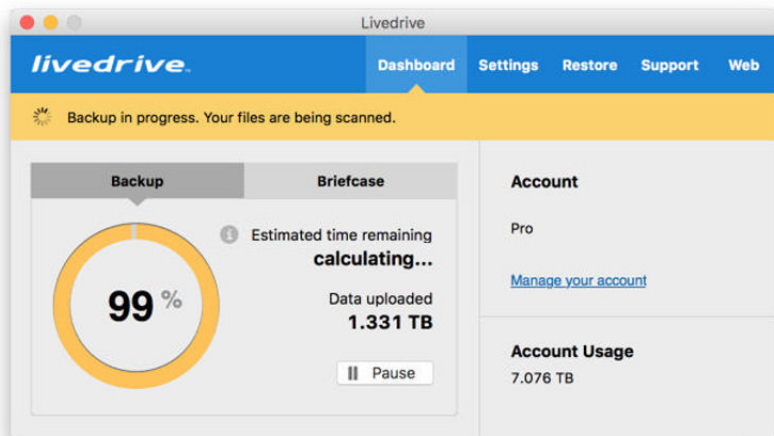 Livedrive
livedrive™
Dashboard Settings Restore Support Web
Backup in progress. Your files are being scanned.
Backup Briefcase
Estimated time remaining
calculating...
99 %
Data uploaded
1.331 TB
Pause
Account
Pro
Manage your account
Account Usage
7.076 TB